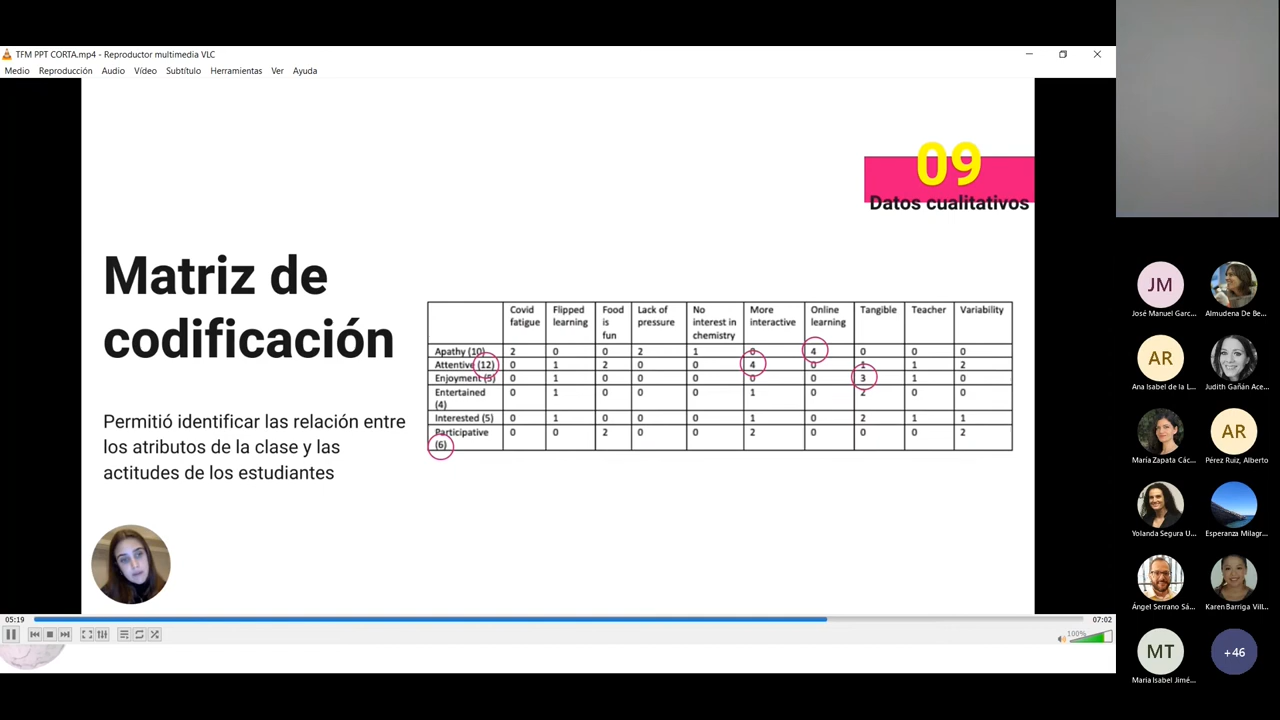 TFM PPT CORTA.mp4 - Reproductor multimedia VLC
Medio Reproducción Audio Vídeo Subtítulo Herramientas Ver Ayuda
09
Datos cualitativos
Matriz de
codificación
Permitió identificar las relación entre
los atributos de la clase y las
actitudes de los estudiantes
Covid fatigue Flipped learning Food is fun Lack of pressure No interest in chemistry More interactive Online learning Tangible Teacher Variability
Apathy (10) 2 0 0 2 1 0 4 0 0 0
Attentive (12) 0 1 2 0 0 4 0 1 1 2
Enjoyment (5) 0 1 0 0 0 0 0 3 1 0
Entertained (4) 0 1 0 0 0 1 0 2 0 0
Interested (5) 0 1 0 0 0 1 0 2 1 1
Participative (6) 0 0 2 0 0 2 0 0 0 2
05:19
07:02
100%
JM
José Manuel Garc...
Almudena De Be...
AR
Ana Isabel de la L...
Judith Gañán Ace...
María Zapata Các...
AR
Pérez Ruiz, Alberto
Yolanda Segura U...
Esperanza Milagr...
Ángel Serrano Sá...
Karen Barriga Vill...
MT
Maria Isabel Jimé...
+46